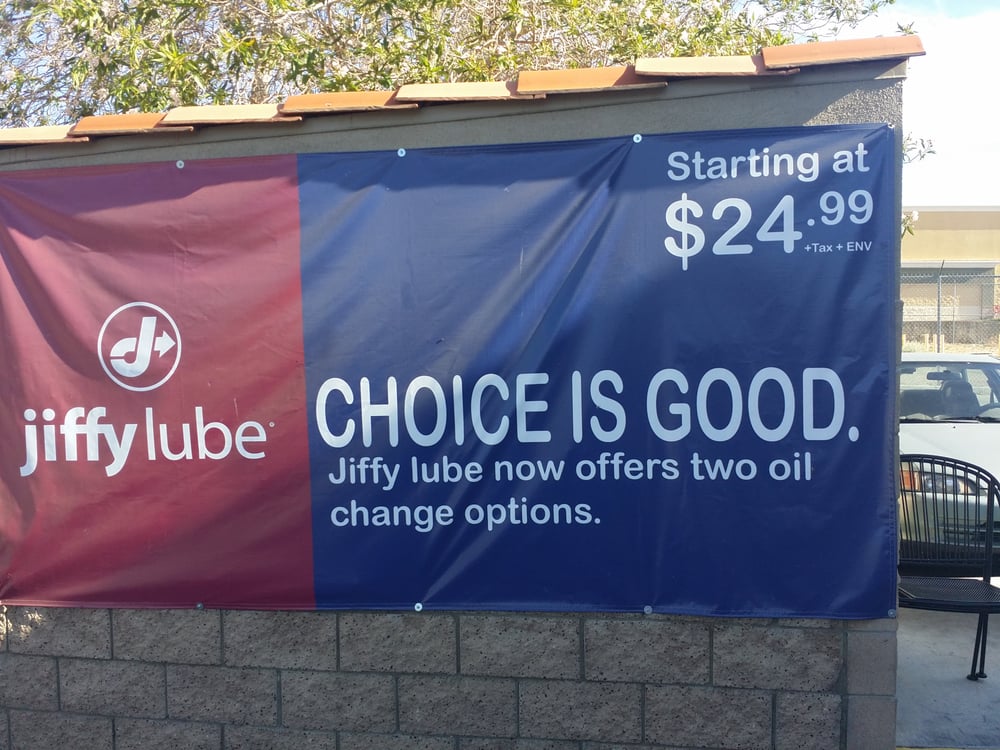 Starting at
$24.99
+Tax + ENV
jiffy lube
CHOICE IS GOOD.
Jiffy lube now offers two oil
change options.